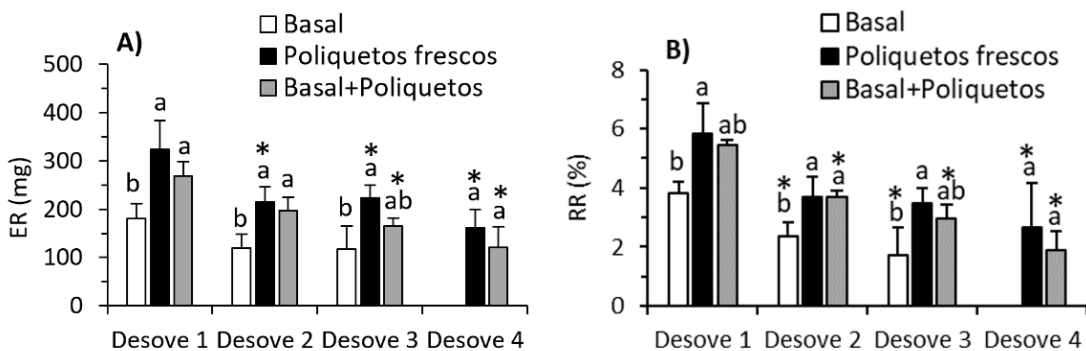 A)
Basal
Poliquetos frescos
Basal+Poliquetos
ER (mg)
500
400
300
200
100
0
b a a
* *  * * *
b a a b a ab a a
Desove 1 Desove 2 Desove 3 Desove 4
B)
Basal
Poliquetos frescos
Basal+Poliquetos
RR (%)
8
6
4
2
0
b a ab
* * * * * *
b a a b a ab a a
Desove 1 Desove 2 Desove 3 Desove 4